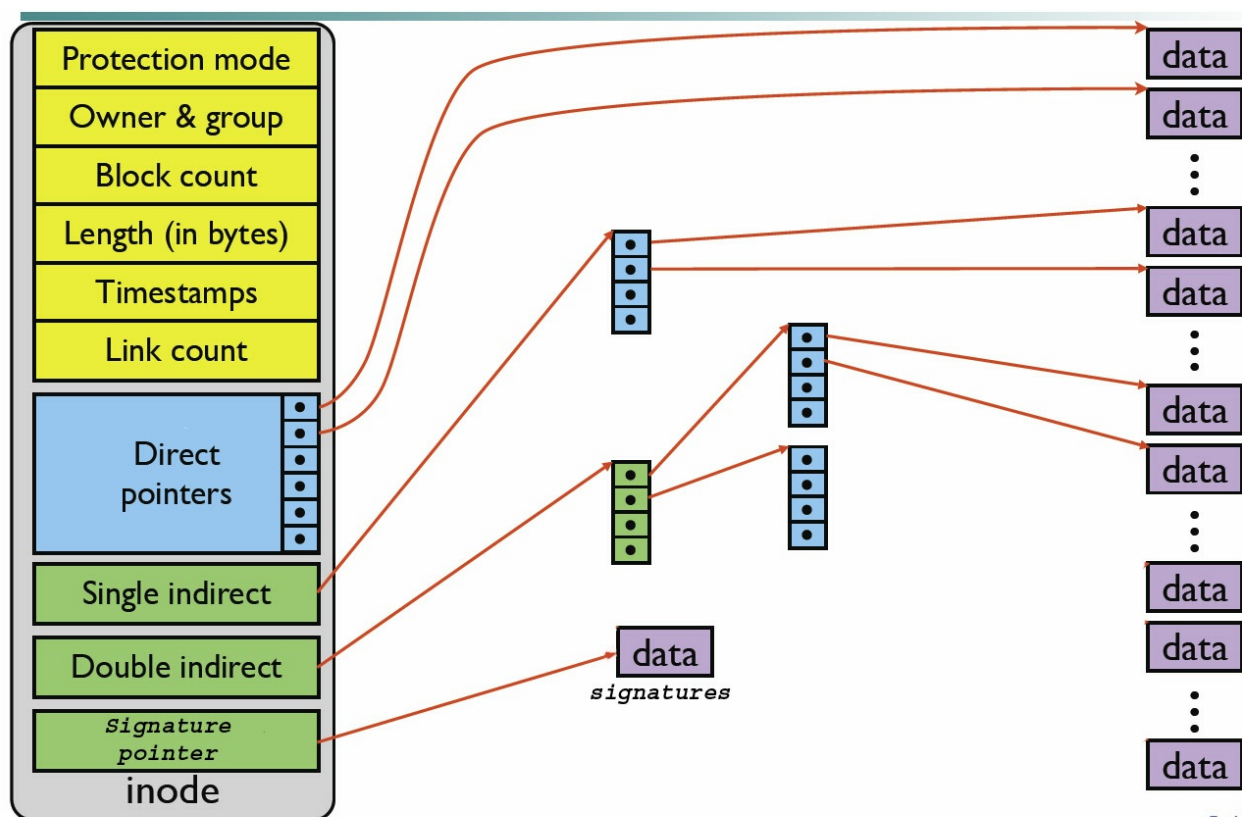 Protection mode
Owner & group
Block count
Length (in bytes)
Timestamps
Link count
Direct
pointers
Single indirect
Double indirect
Signature
pointer
inode
data
signatures
data
data
data
data
data
data
data
data
data